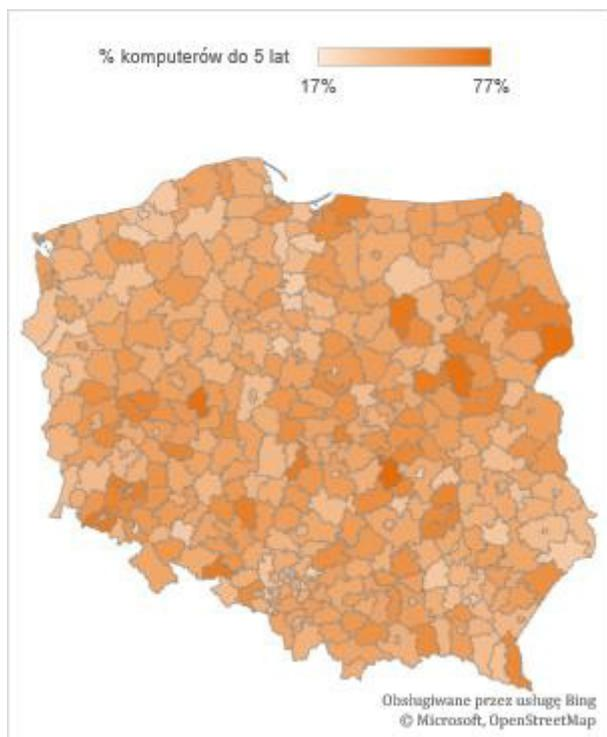 % komputerów do 5 lat
17% 77%
Obsługiwane przez usługę Bing
© Microsoft, OpenStreetMap